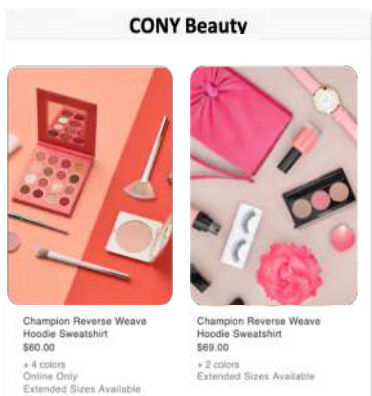 CONY Beauty
Champion Reverse Weave
Hoodie Sweatshirt
$60.00
+ 4 colors
Online Only
Extended Sizes Available
Champion Reverse Weave
Hoodie Sweatshirt
$69.00
+ 2 colors
Extended Sizes Available